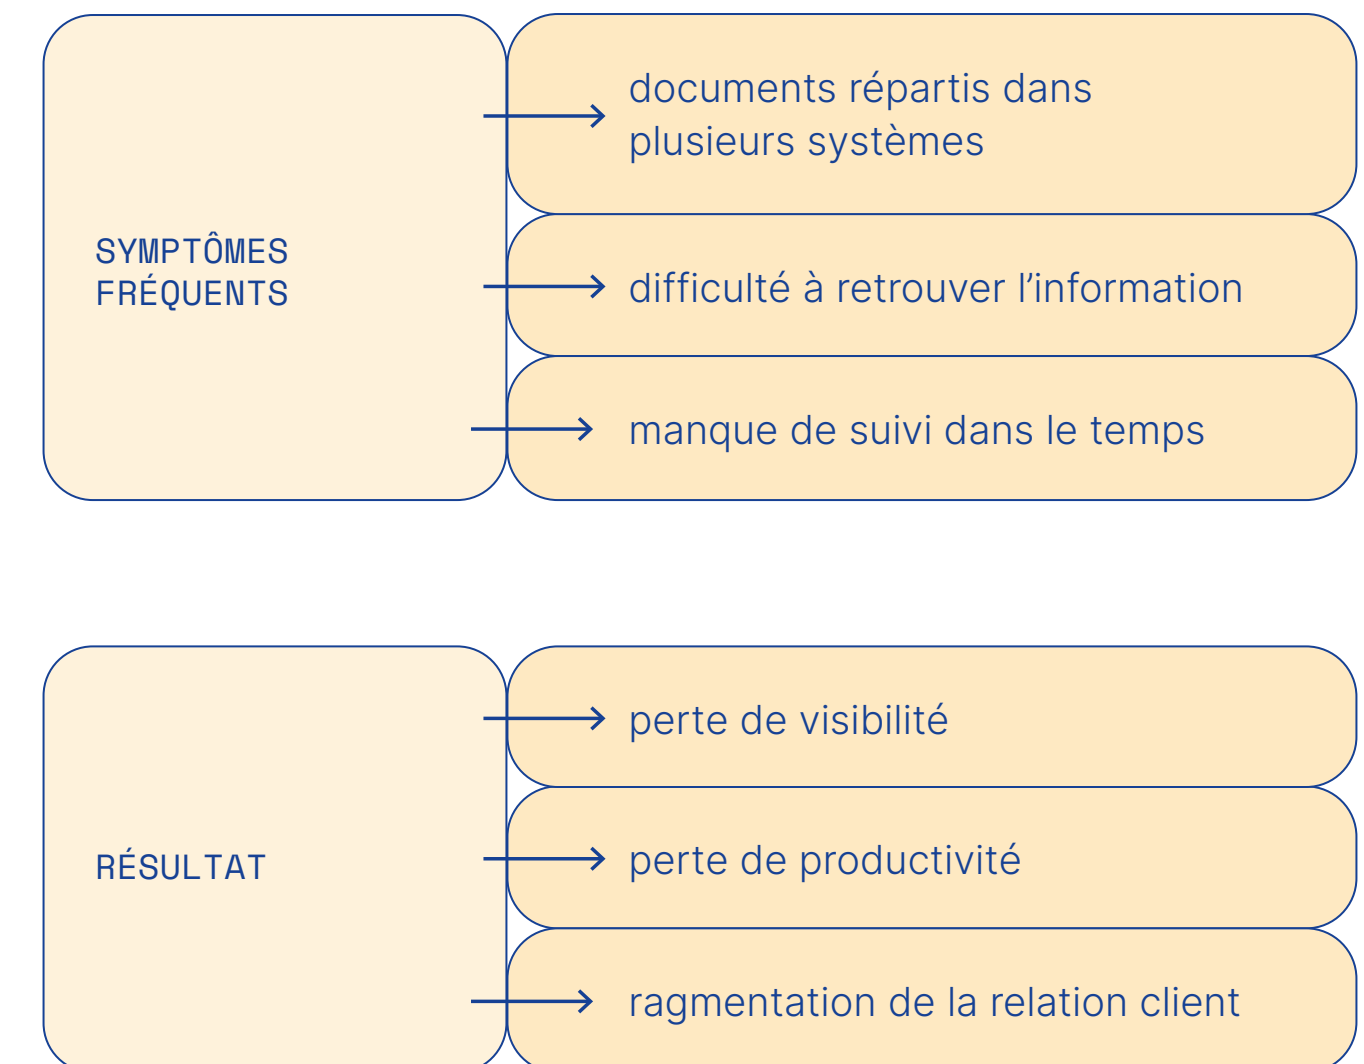 SYMPTÔMES
FRÉQUENTS
documents répartis dans
plusieurs systèmes
difficulté à retrouver l’information
manque de suivi dans le temps
RÉSULTAT
perte de visibilité
perte de productivité
ragmentation de la relation client